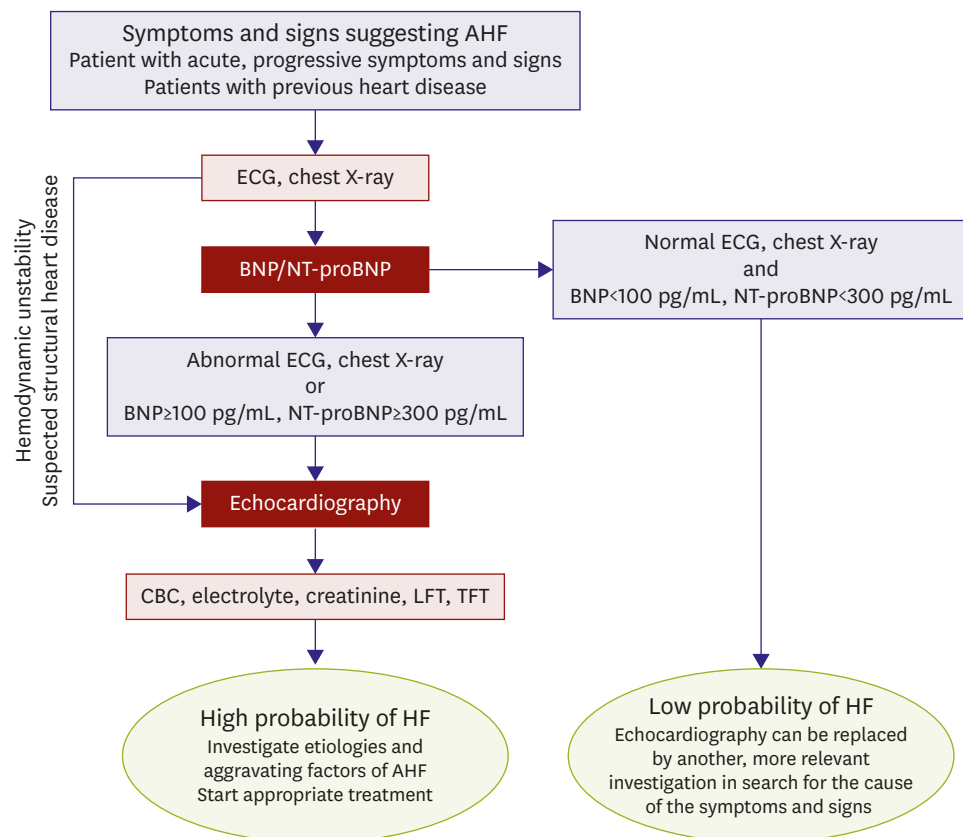 Symptoms and signs suggesting AHF
Patient with acute, progressive symptoms and signs
Patients with previous heart disease
ECG, chest X-ray
Hemodynamic unstability
Suspected structural heart disease
BNP/NT-proBNP
Normal ECG, chest X-ray
and
BNP<100 pg/mL, NT-proBNP<300 pg/mL
Abnormal ECG, chest X-ray
or
BNP≥100 pg/mL, NT-proBNP≥300 pg/mL
Echocardiography
CBC, electrolyte, creatinine, LFT, TFT
High probability of HF
Investigate etiologies and
aggravating factors of AHF
Start appropriate treatment
Low probability of HF
Echocardiography can be replaced
by another, more relevant
investigation in search for the cause
of the symptoms and signs